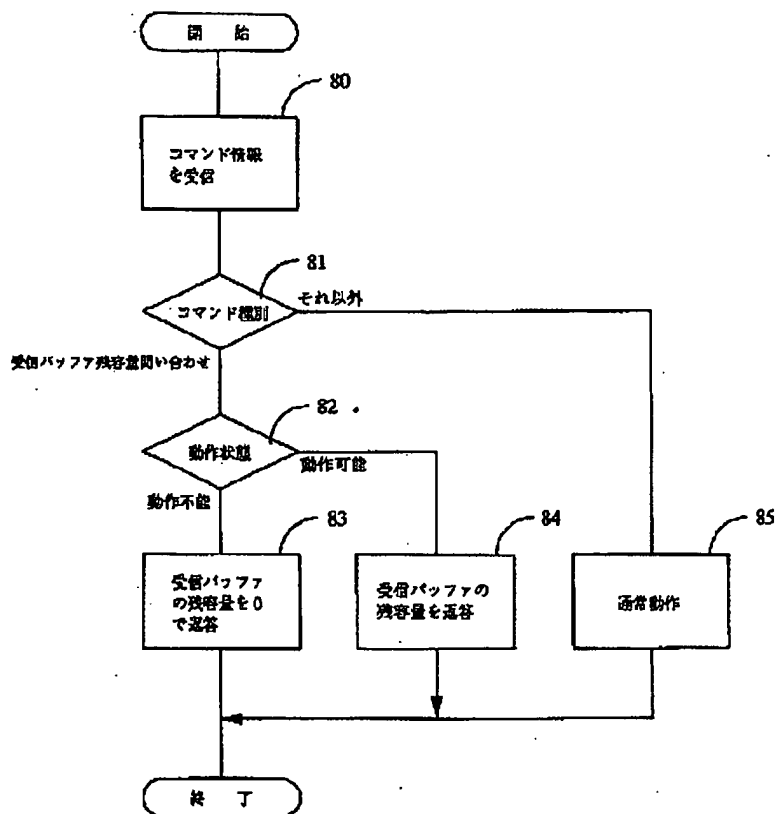 開 始
80
コマンド情報
を受信
81
コマンド種別
それ以外
受信バッファ残容量問い合わせ
82
動作状態
動作可能
動作不能
83
受信バッファ
の残容量を0
で返答
84
受信バッファの
残容量を返答
85
通常動作
終 了